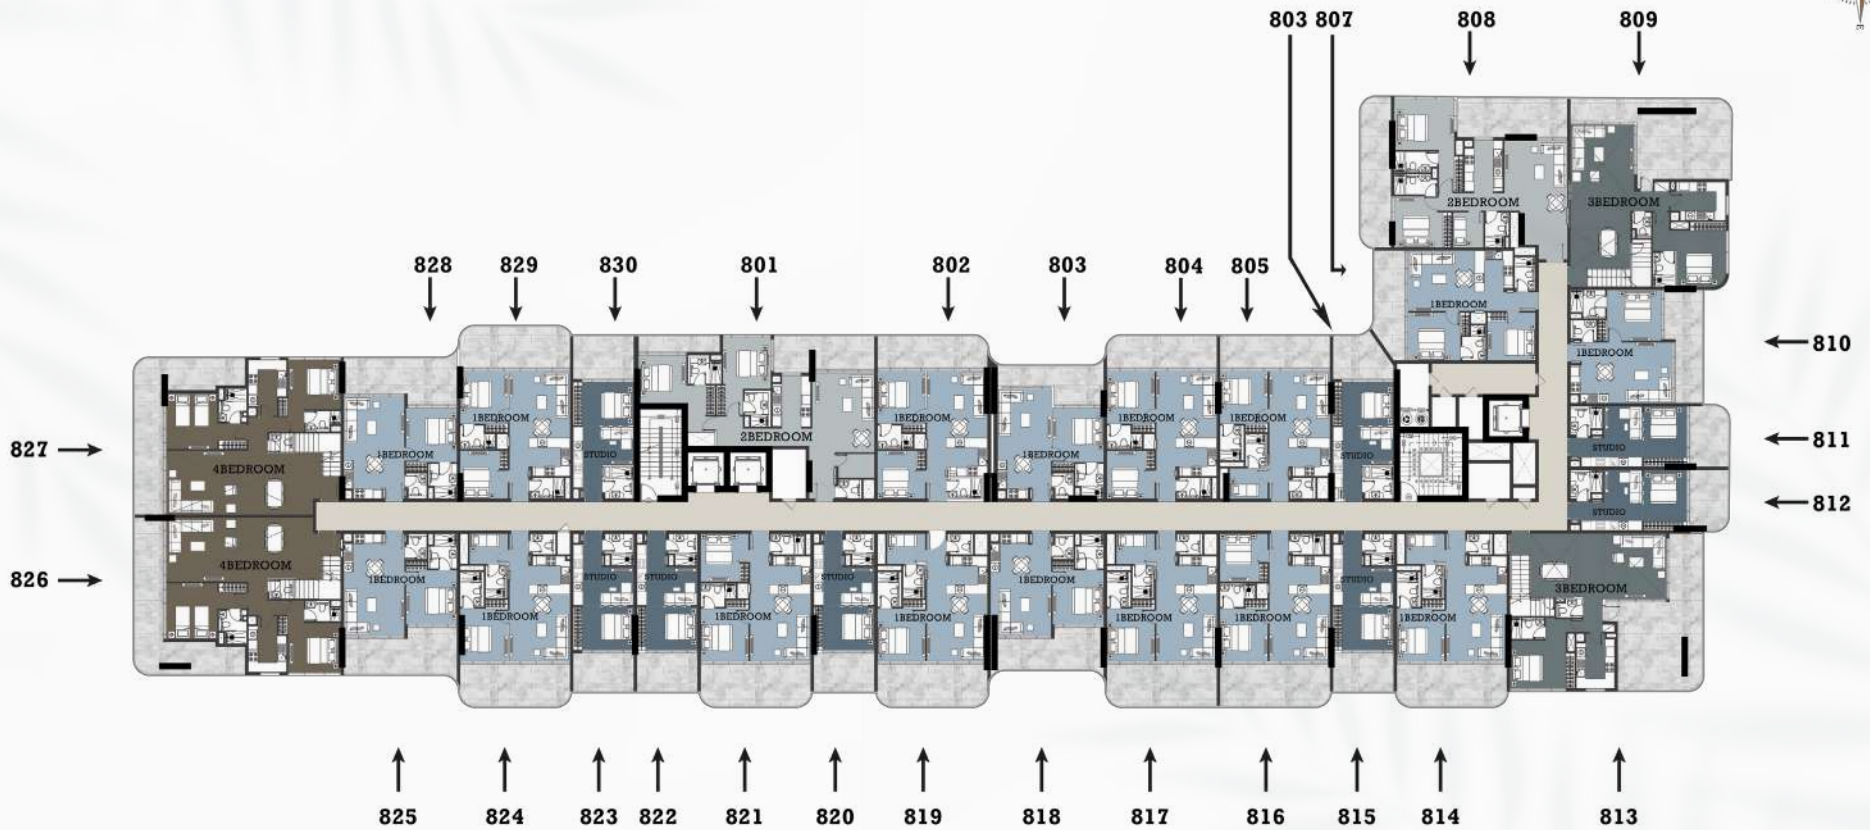 803 807 808 809
828 829 830 801 802 803 804 805
2BEDROOM 3BEDROOM
1BEDROOM
1BEDROOM
810
1BEDROOM 1BEDROOM 1BEDROOM 1BEDROOM
2BEDROOM
811
STUDIO
827
4BEDROOM 1BEDROOM STUDIO 1BEDROOM STUDIO
812
STUDIO
826
4BEDROOM 1BEDROOM STUDIO STUDIO STUDIO 1BEDROOM STUDIO
3BEDROOM
1BEDROOM 1BEDROOM 1BEDROOM 1BEDROOM 1BEDROOM 1BEDROOM
825 824 823 822 821 820 819 818 817 816 815 814 813